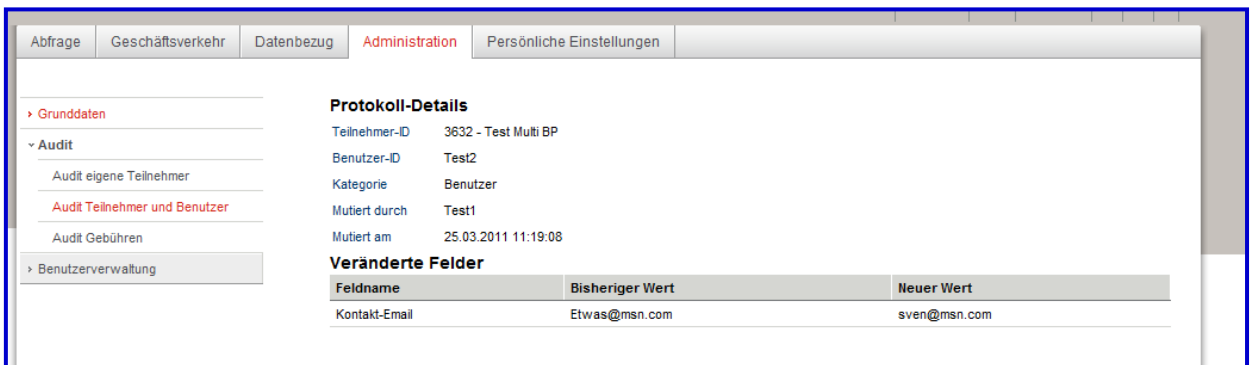 Abfrage Geschäftsverkehr Datenbezug Administration Persönliche Einstellungen
› Grunddaten
Audit
Audit eigene Teilnehmer
Audit Teilnehmer und Benutzer
Audit Gebühren
› Benutzerverwaltung
Protokoll-Details
Teilnehmer-ID 3632 - Test Multi BP
Benutzer-ID Test2
Kategorie Benutzer
Mutiert durch Test1
Mutiert am 25.03.2011 11:19:08
Veränderte Felder
Feldname Bisheriger Wert Neuer Wert
Kontakt-Email Etwas@msn.com sven@msn.com